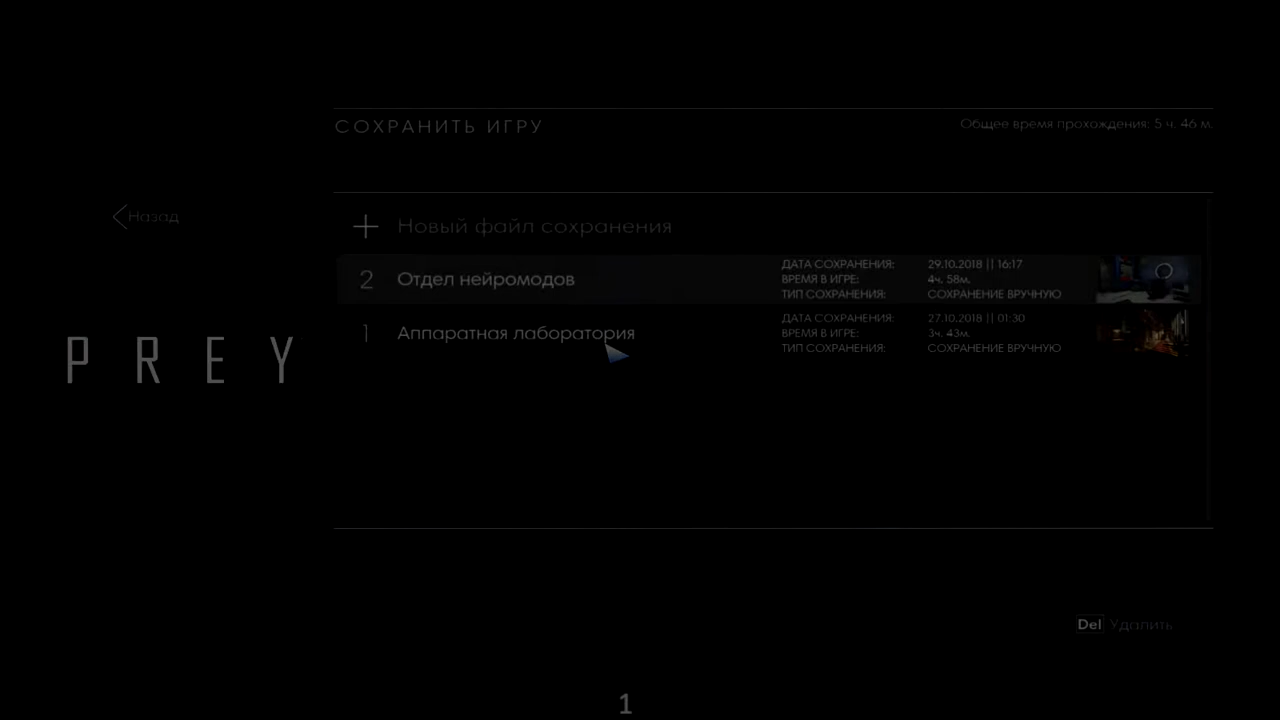 СОХРАНИТЬ ИГРУ
Общее время прохождения: 5 ч. 46 м.
Назад
Новый файл сохранения
2 Отдел нейромодов
ДАТА СОХРАНЕНИЯ: 29.10.2018 || 16:17
ВРЕМЯ В ИГРЕ: 4ч. 58м.
ТИП СОХРАНЕНИЯ: СОХРАНЕНИЕ ВРУЧНУЮ
1 Аппаратная лаборатория
ДАТА СОХРАНЕНИЯ: 27.10.2018 || 01:30
ВРЕМЯ В ИГРЕ: 3ч. 43м.
ТИП СОХРАНЕНИЯ: СОХРАНЕНИЕ ВРУЧНУЮ
PREY
Del Удалить
1